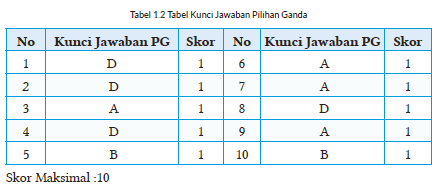 Tabel 1.2 Tabel Kunci Jawaban Pilihan Ganda
No Kunci Jawaban PG Skor No Kunci Jawaban PG Skor
1 D 1 6 A 1
2 D 1 7 A 1
3 A 1 8 D 1
4 D 1 9 A 1
5 B 1 10 B 1
Skor Maksimal :10